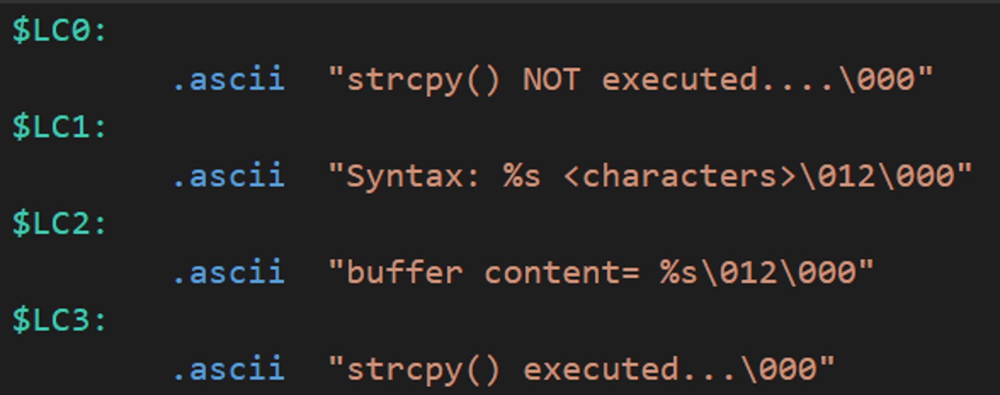 $LC0:
.ascii "strcpy() NOT executed....\000"
$LC1:
.ascii "Syntax: %s <characters>\012\000"
$LC2:
.ascii "buffer content= %s\012\000"
$LC3:
.ascii "strcpy() executed...\000"